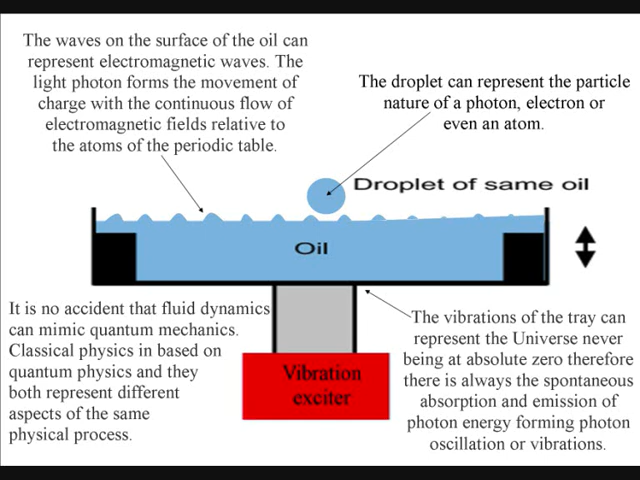 The waves on the surface of the oil can
represent electromagnetic waves. The
light photon forms the movement of
charge with the continuous flow of
electromagnetic fields relative to
the atoms of the periodic table.
The droplet can represent the particle
nature of a photon, electron or
even an atom.
Droplet of same oil
Oil
It is no accident that fluid dynamics
can mimic quantum mechanics.
Classical physics in based on
quantum physics and they
both represent different
aspects of the same
physical process.
Vibration
exciter
The vibrations of the tray can
represent the Universe never
being at absolute zero therefore
there is always the spontaneous
absorption and emission of
photon energy forming photon
oscillation or vibrations.